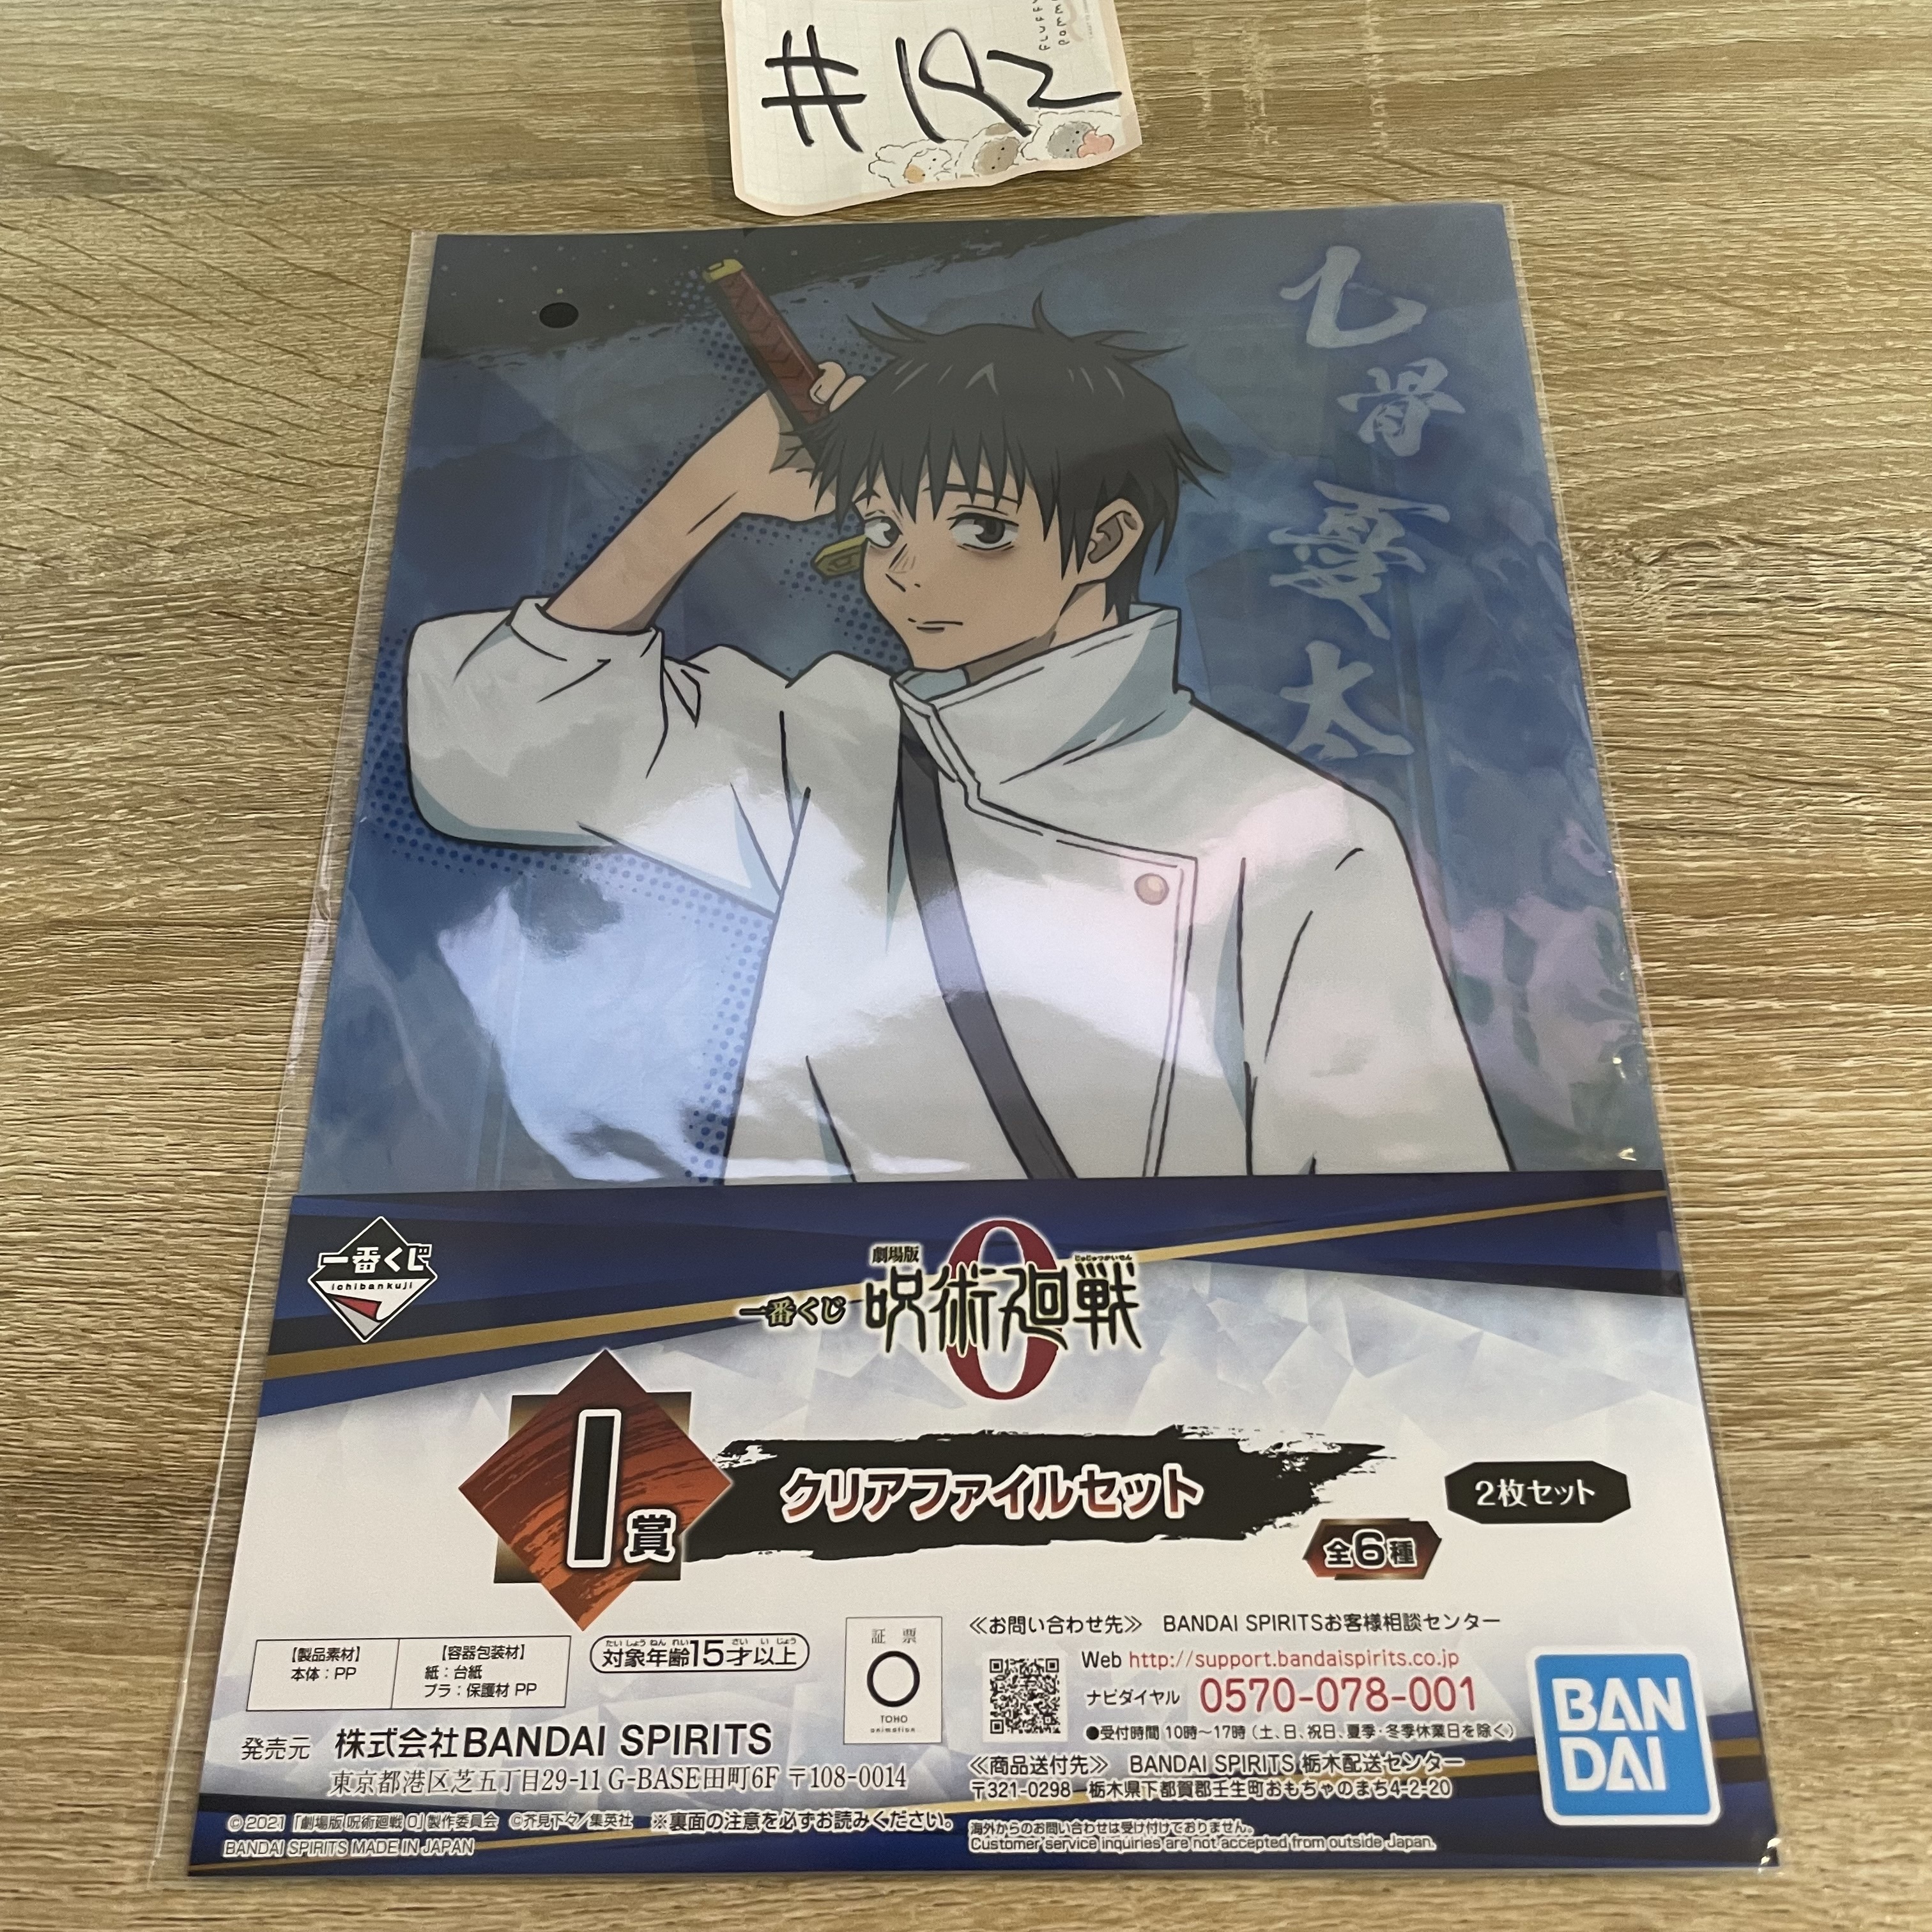 #12
乙骨憂太
一番くじ
ichibankuji
一番くじ
劇場版
じゅじゅつかいせん
呪術廻戦
0
I賞
クリアファイルセット
2枚セット
全6種
【製品素材】
本体：PP
【容器包装材】
紙：台紙
プラ：保護材 PP
たいしょうねんれい さい いじょう
対象年齢15才以上
証 票
TOHO
animation
≪お問い合わせ先≫ BANDAI SPIRITSお客様相談センター
Web http://support.bandaispirits.co.jp
ナビダイヤル 0570-078-001
●受付時間 10時～17時（土、日、祝日、夏季・冬季休業日を除く）
≪商品送付先≫ BANDAI SPIRITS 栃木配送センター
〒321-0298 栃木県下都賀郡壬生町おもちゃのまち4-2-20
海外からのお問い合わせは受け付けておりません。
Customer service inquiries are not accepted from outside Japan.
BAN
DAI
発売元 株式会社BANDAI SPIRITS
東京都港区芝五丁目29-11 G-BASE田町6F 〒108-0014
© 2021 「劇場版 呪術廻戦 0」製作委員会 ©芥見下々／集英社 ※裏面の注意を必ずお読みください。
BANDAI SPIRITS MADE IN JAPAN